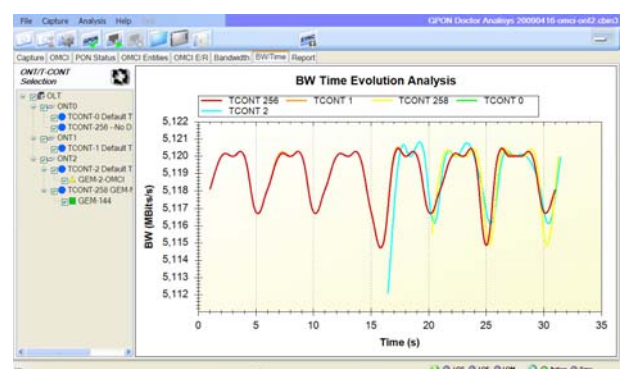 File Capture Analysis Help
GPON Doctor Analisys 20090416-omci-ont2.cbin3
Capture OMCI PON Status OMCI Entities OMCI E/R Bandwidth BW/Time Report
ONT/T-CONT
Selection
OLT
ONT0
TCONT-0 Default T
TCONT-256 --No D
ONT1
TCONT-1 Default T
ONT2
TCONT-2 Default T
GEM-2-OMCI
TCONT-258 GEM-
GEM-144
BW Time Evolution Analysis
TCONT 256 TCONT 1 TCONT 258 TCONT 0
TCONT 2
BW (MBits/s)
5,122
5,121
5,120
5,119
5,118
5,117
5,116
5,115
5,114
5,113
5,112
0 5 10 15 20 25 30 35
Time (s)